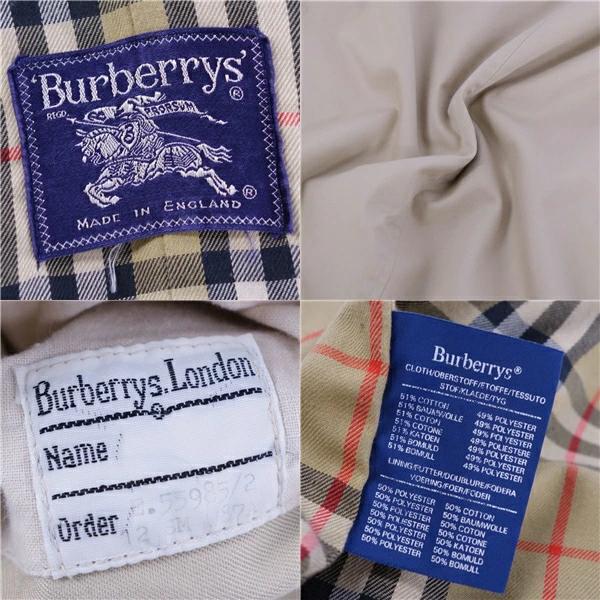 Burberrys'
®
REGD
PRORSUM
®
MADE IN ENGLAND
Burberrys. London
Name
Order
Burberrys®
CLOTH/OBERSTOFF/ETOFFE/TESSUTO
STOF/KLAEDE/TYG
51% COTTON 49% POLYESTER
51% BAUMWOLLE 49% POLYESTER
51% COTON 49% POLYESTER
51% COTONE 49% POLIESTERE
51% KATOEN 49% POLYESTER
51% BOMULD 49% POLYESTER
51% BOMULL 49% POLYESTER
LINING/FUTTER/DOUBLURE/FODERA
VOERING/FOER/FODER
50% POLYESTER 50% COTTON
50% POLYESTER 50% BAUMWOLLE
50% POLYESTER 50% COTON
50% POLIESTERE 50% COTONE
50% POLYESTER 50% KATOEN
50% POLYESTER 50% BOMULD
50% POLYESTER 50% BOMULL